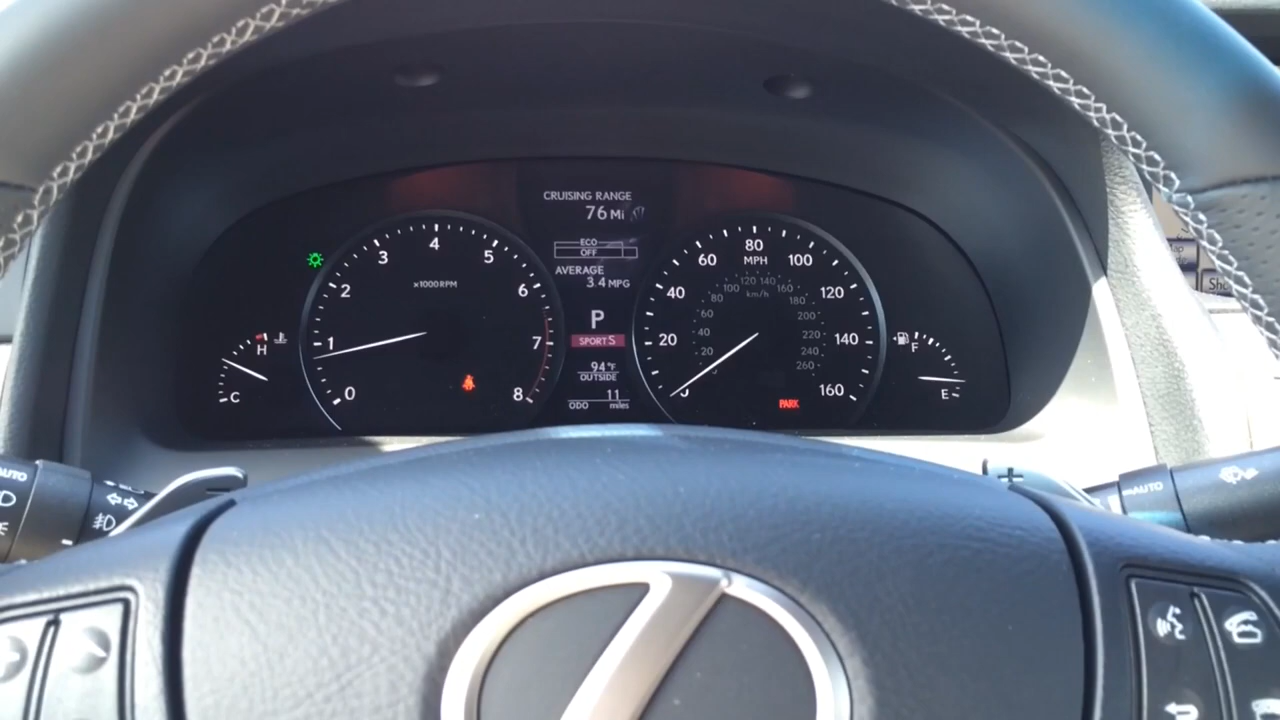 CRUISING RANGE
76 Mi
ECO
OFF
AVERAGE
3.4 MPG
P
SPORT S
94°F
OUTSIDE
11
ODO miles
0
1
2
3
4
5
6
7
8
×1000RPM
H
C
0
20
40
60
80
100
120
140
160
MPH
20
40
60
80
100
120
140
160
180
200
220
240
260
km/h
PARK
F
E
AUTO
+
AUTO